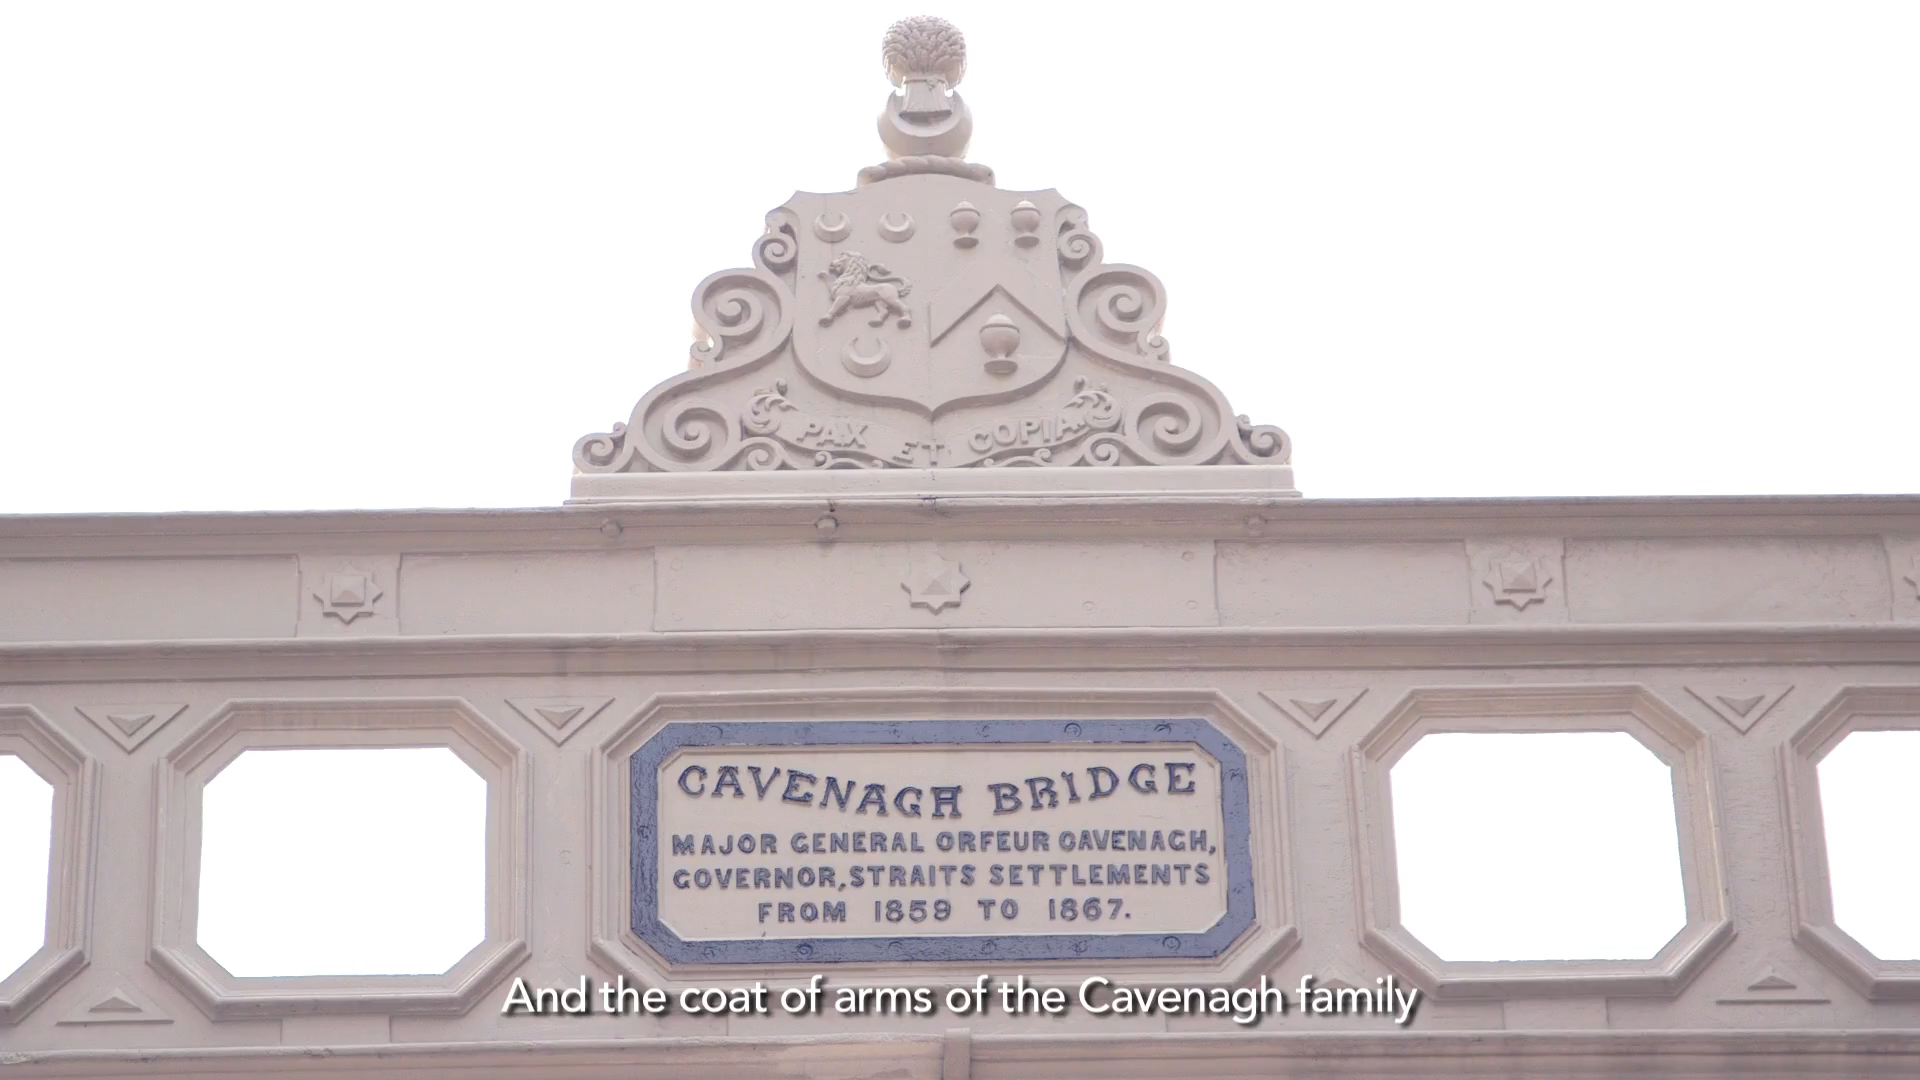 PAX ET COPIA
CAVENAGH BRIDGE
MAJOR GENERAL ORFEUR CAVENAGH,
GOVERNOR, STRAITS SETTLEMENTS
FROM 1859 TO 1867.
And the coat of arms of the Cavenagh family